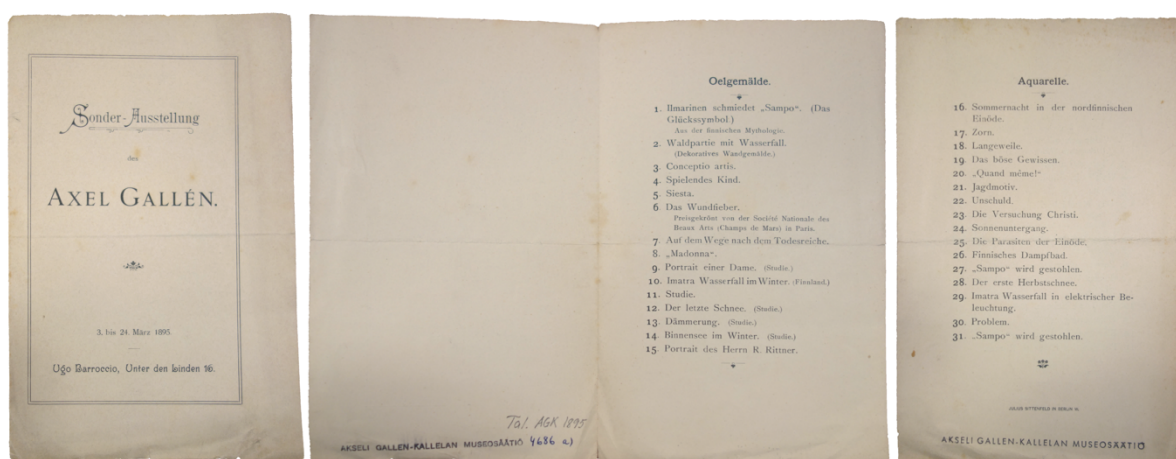 Sonder-Ausstellung
des
AXEL GALLÉN.
3. bis 24. März 1895.
Ugo Barroccio, Unter den Linden 16.
Tal. AGK 1895
AKSELI GALLEN-KALLELAN MUSEOSÄÄTIÖ 4686 a)
Oelgemälde.
1. Ilmarinen schmiedet „Sampo“. (Das
Glückssymbol.)
Aus der finnischen Mythologie.
2. Waldpartie mit Wasserfall.
(Dekoratives Wandgemälde.)
3. Conceptio artis.
4. Spielendes Kind.
5. Siesta.
6. Das Wundfieber.
Preisgekrönt von der Société Nationale des
Beaux Arts (Champs de Mars) in Paris.
7. Auf dem Wege nach dem Todesreiche.
8. „Madonna“.
9. Portrait einer Dame. (Studie.)
10. Imatra Wasserfall im Winter. (Finnland.)
11. Studie.
12. Der letzte Schnee. (Studie.)
13. Dämmerung. (Studie.)
14. Binnensee im Winter. (Studie.)
15. Portrait des Herrn R. Rittner.
Aquarelle.
16. Sommernacht in der nordfinnischen
Einöde.
17. Zorn.
18. Langeweile.
19. Das böse Gewissen.
20. „Quand même!“
21. Jagdmotiv.
22. Unschuld.
23. Die Versuchung Christi.
24. Sonnenuntergang.
25. Die Parasiten der Einöde.
26. Finnisches Dampfbad.
27. „Sampo“ wird gestohlen.
28. Der erste Herbstschnee.
29. Imatra Wasserfall in elektrischer Be-
leuchtung.
30. Problem.
31. „Sampo“ wird gestohlen.
JULIUS SITTENFELD IN BERLIN W.
AKSELI GALLEN-KALLELAN MUSEOSÄÄTIÖ